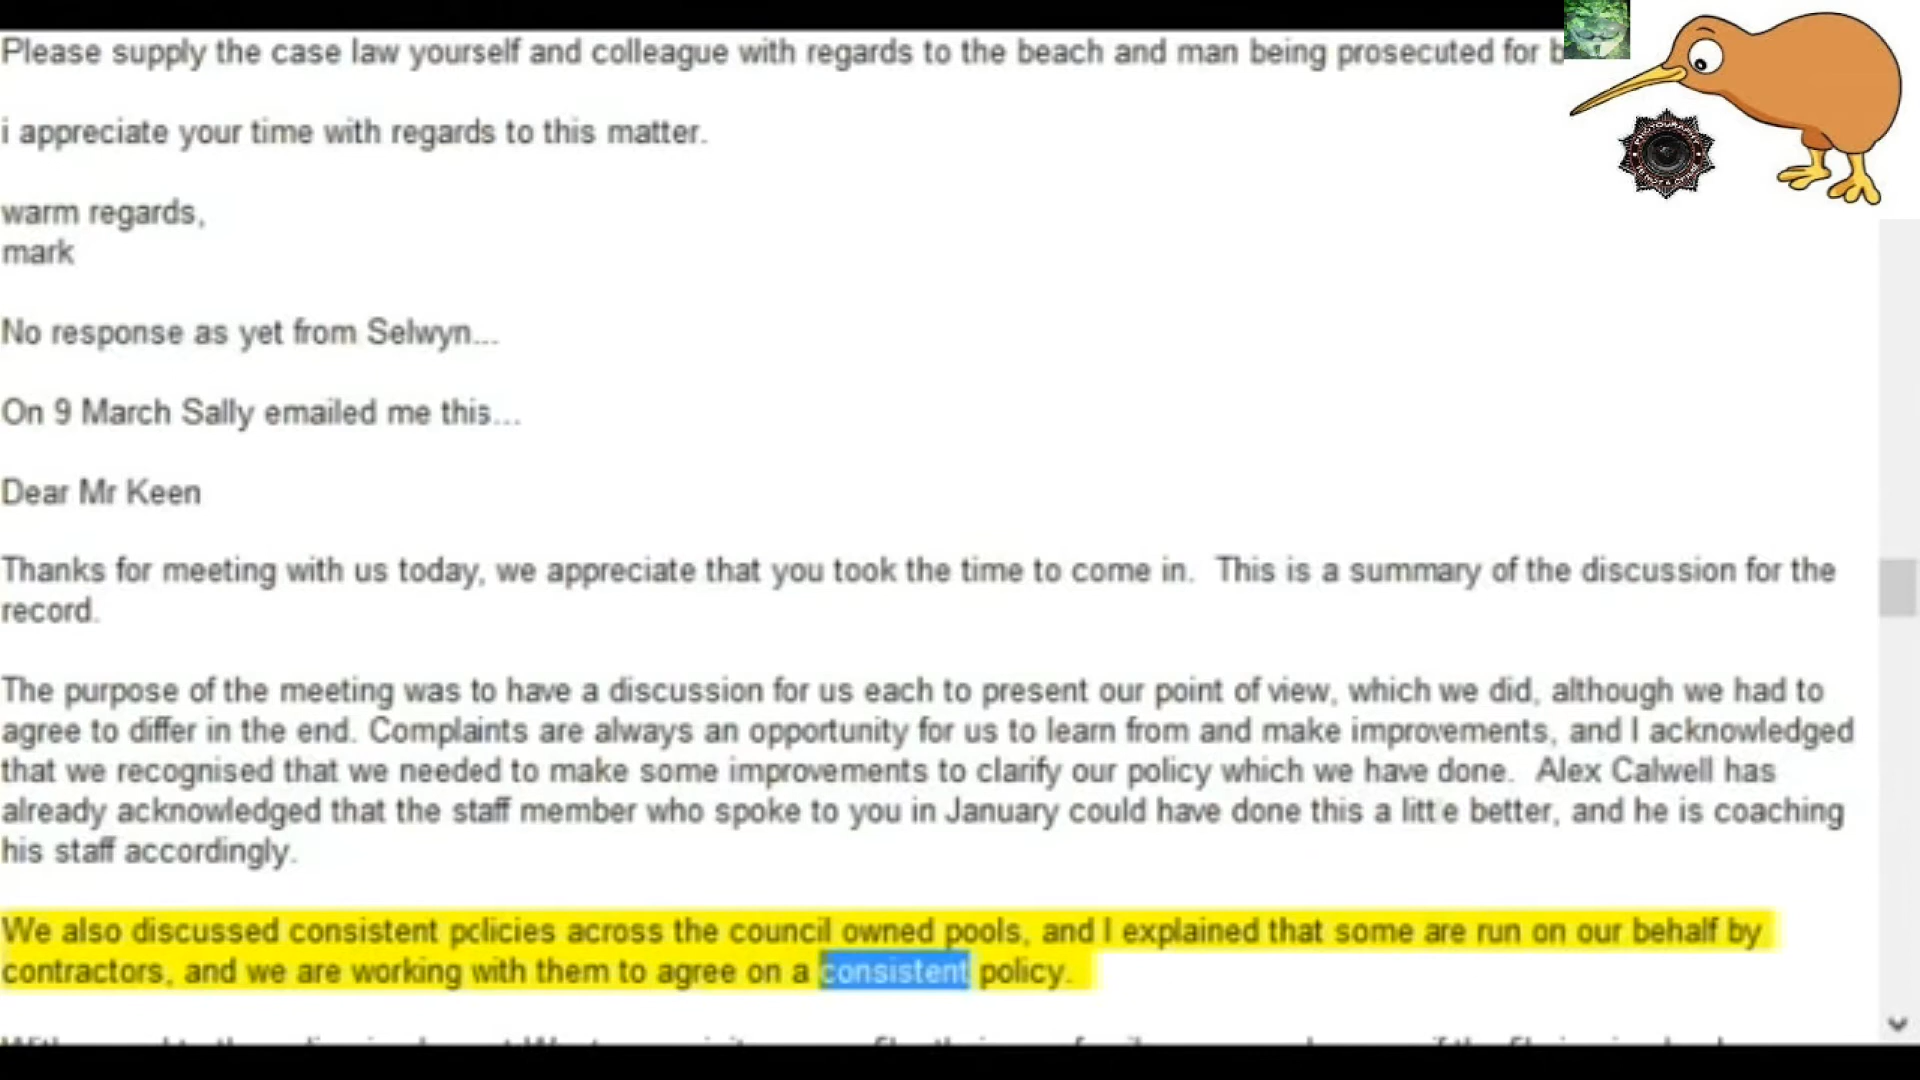 Please supply the case law yourself and colleague with regards to the beach and man being prosecuted for b
i appreciate your time with regards to this matter.
warm regards,
mark
No response as yet from Selwyn...
On 9 March Sally emailed me this...
Dear Mr Keen
Thanks for meeting with us today, we appreciate that you took the time to come in. This is a summary of the discussion for the
record.
The purpose of the meeting was to have a discussion for us each to present our point of view, which we did, although we had to
agree to differ in the end. Complaints are always an opportunity for us to learn from and make improvements, and I acknowledged
that we recognised that we needed to make some improvements to clarify our policy which we have done. Alex Calwell has
already acknowledged that the staff member who spoke to you in January could have done this a little better, and he is coaching
his staff accordingly.
We also discussed consistent policies across the council owned pools, and I explained that some are run on our behalf by
contractors, and we are working with them to agree on a consistent policy.